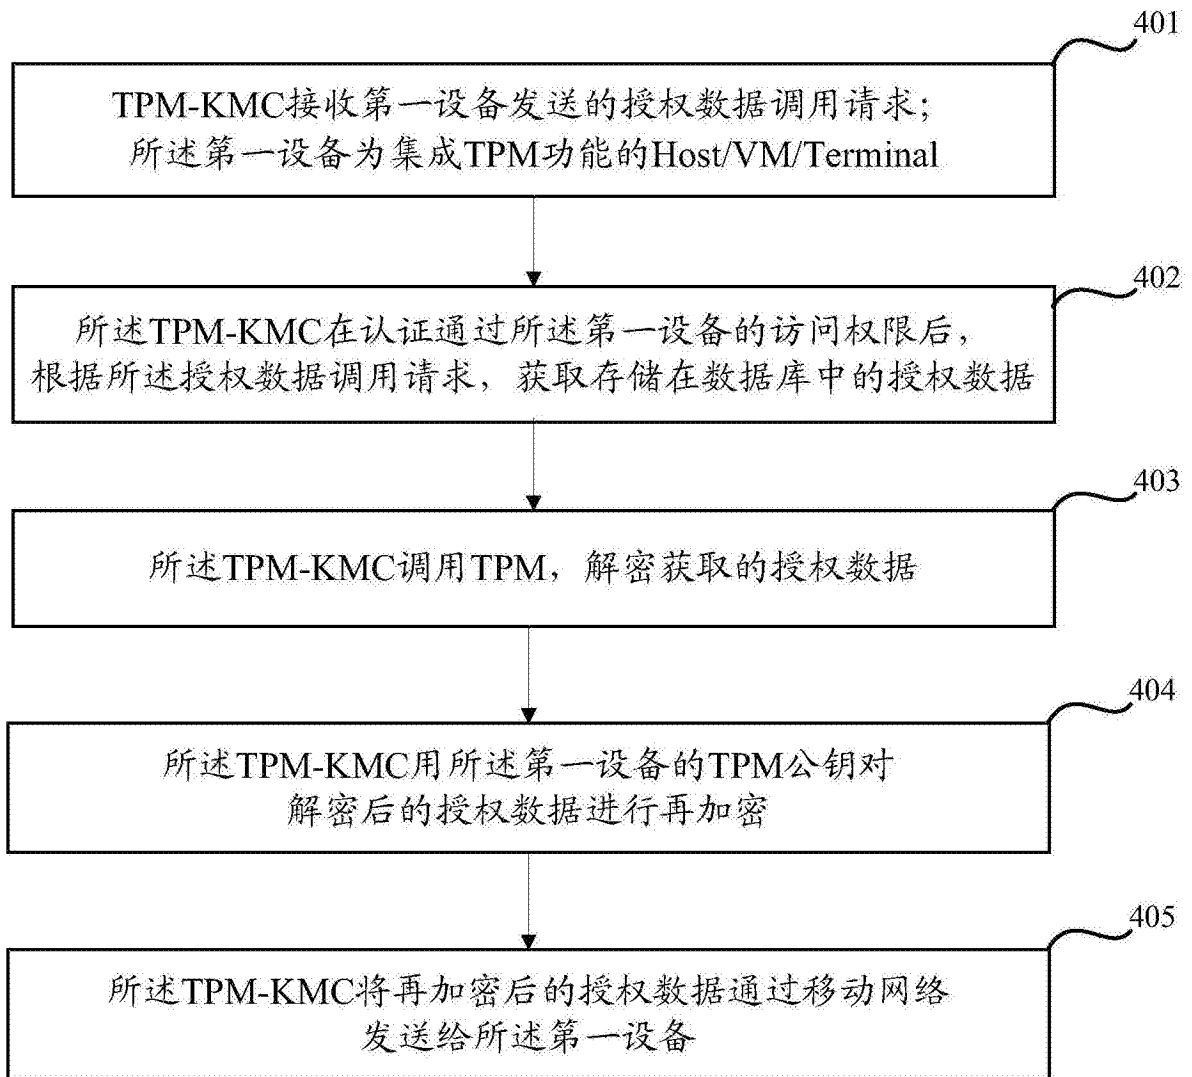 401
TPM-KMC接收第一设备发送的授权数据调用请求；
所述第一设备为集成TPM功能的Host/VM/Terminal
402
所述TPM-KMC在认证通过所述第一设备的访问权限后，
根据所述授权数据调用请求，获取存储在数据库中的授权数据
403
所述TPM-KMC调用TPM，解密获取的授权数据
404
所述TPM-KMC用所述第一设备的TPM公钥对
解密后的授权数据进行再加密
405
所述TPM-KMC将再加密后的授权数据通过移动网络
发送给所述第一设备